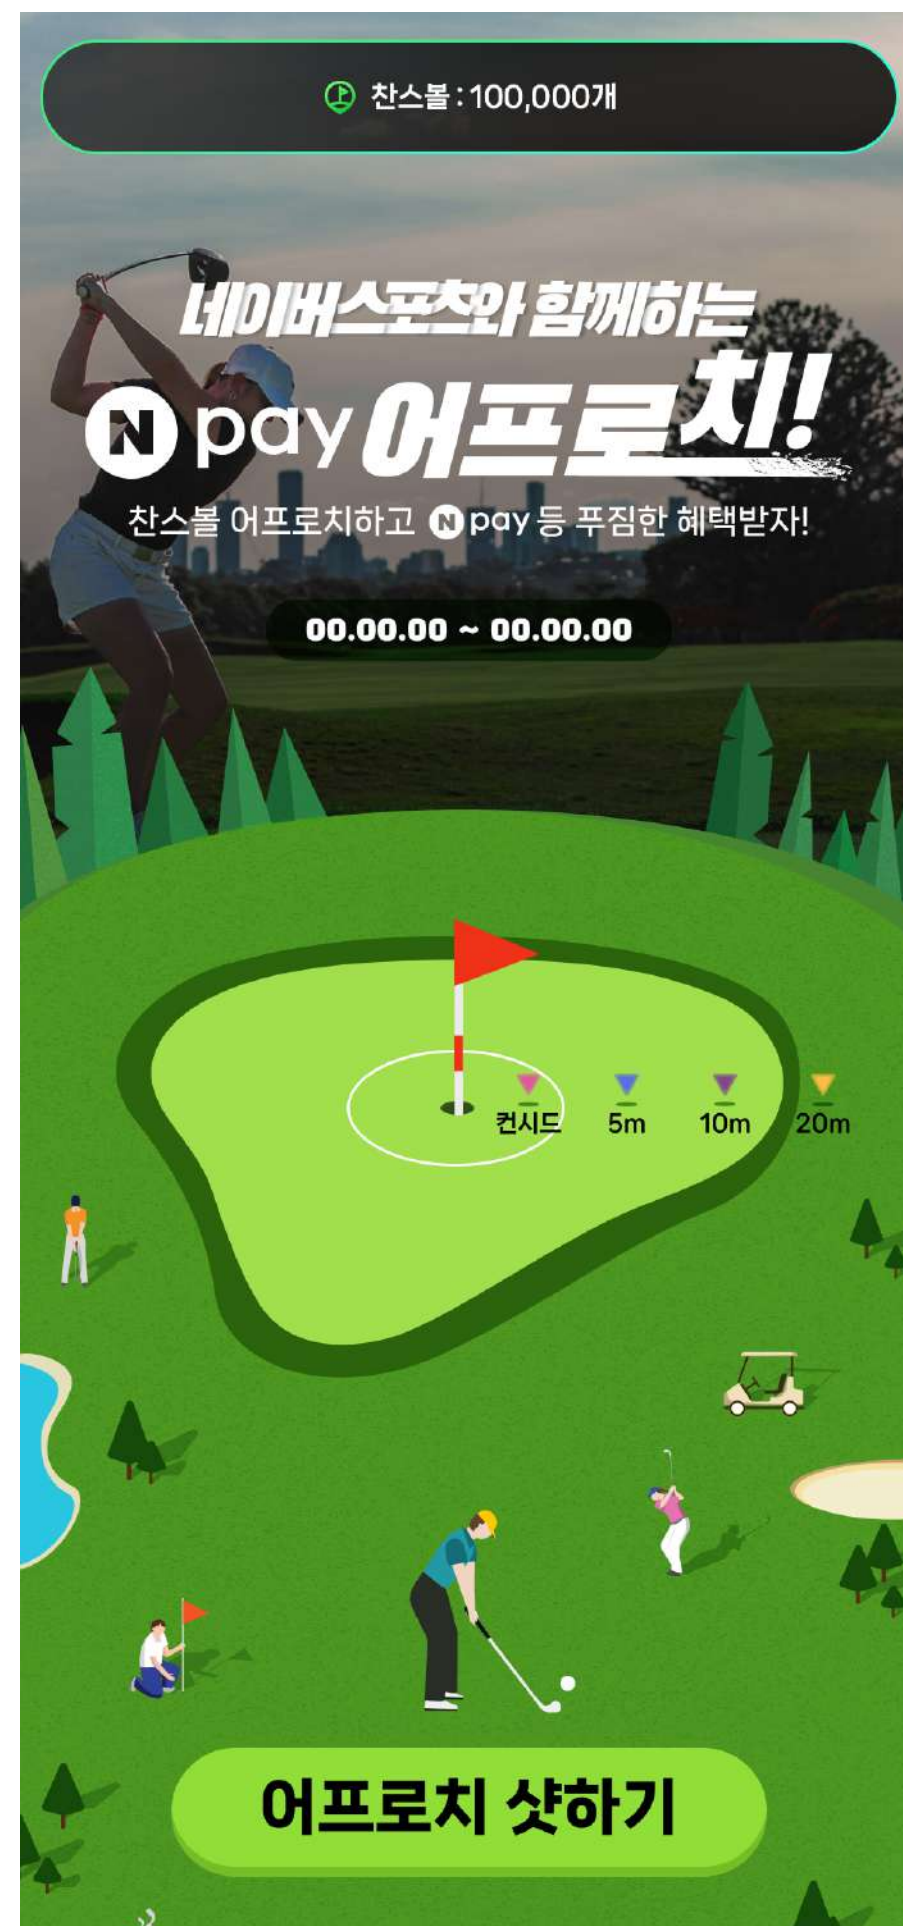 찬스볼 : 100,000개
네이버스포츠와 함께하는
N pay 어프로치!
찬스볼 어프로치하고 N pay 등 푸짐한 혜택받자!
00.00.00 ~ 00.00.00
컨시드 5m 10m 20m
어프로치 샷하기